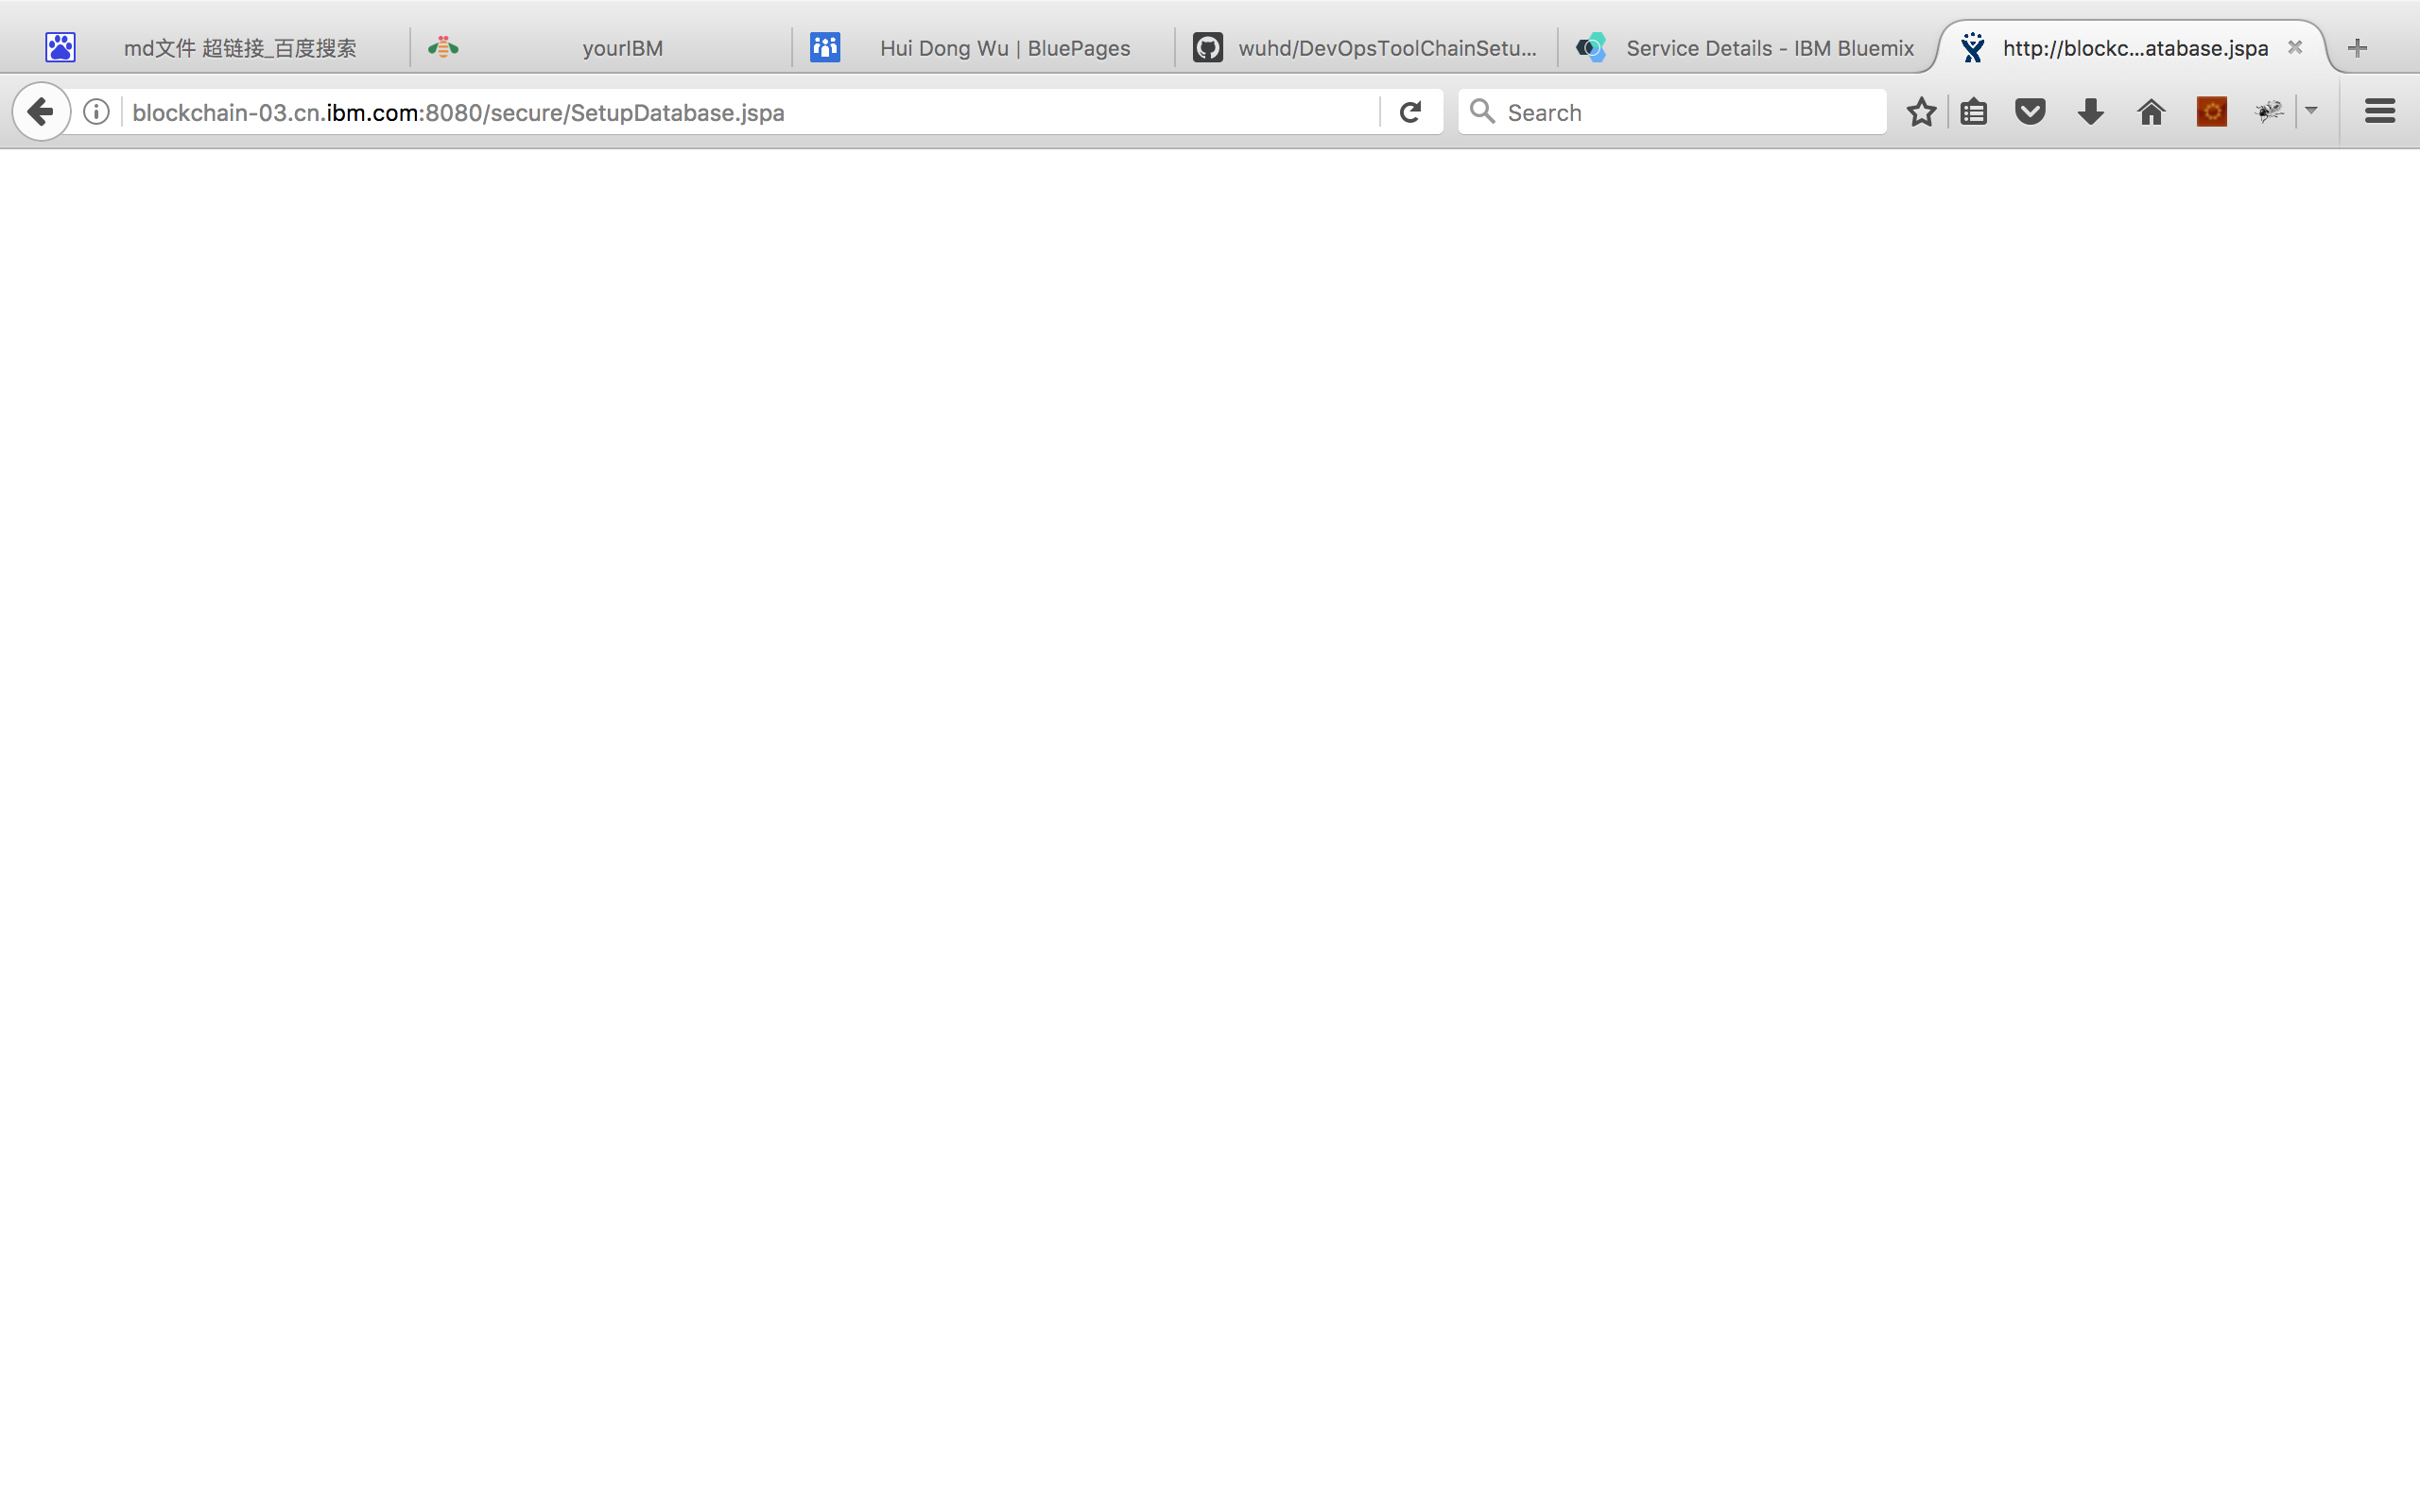 md文件 超链接_百度搜索
yourIBM
Hui Dong Wu | BluePages
wuhd/DevOpsToolChainSetu...
Service Details - IBM Bluemix
http://blockc...atabase.jspa
blockchain-03.cn.ibm.com:8080/secure/SetupDatabase.jspa
Search